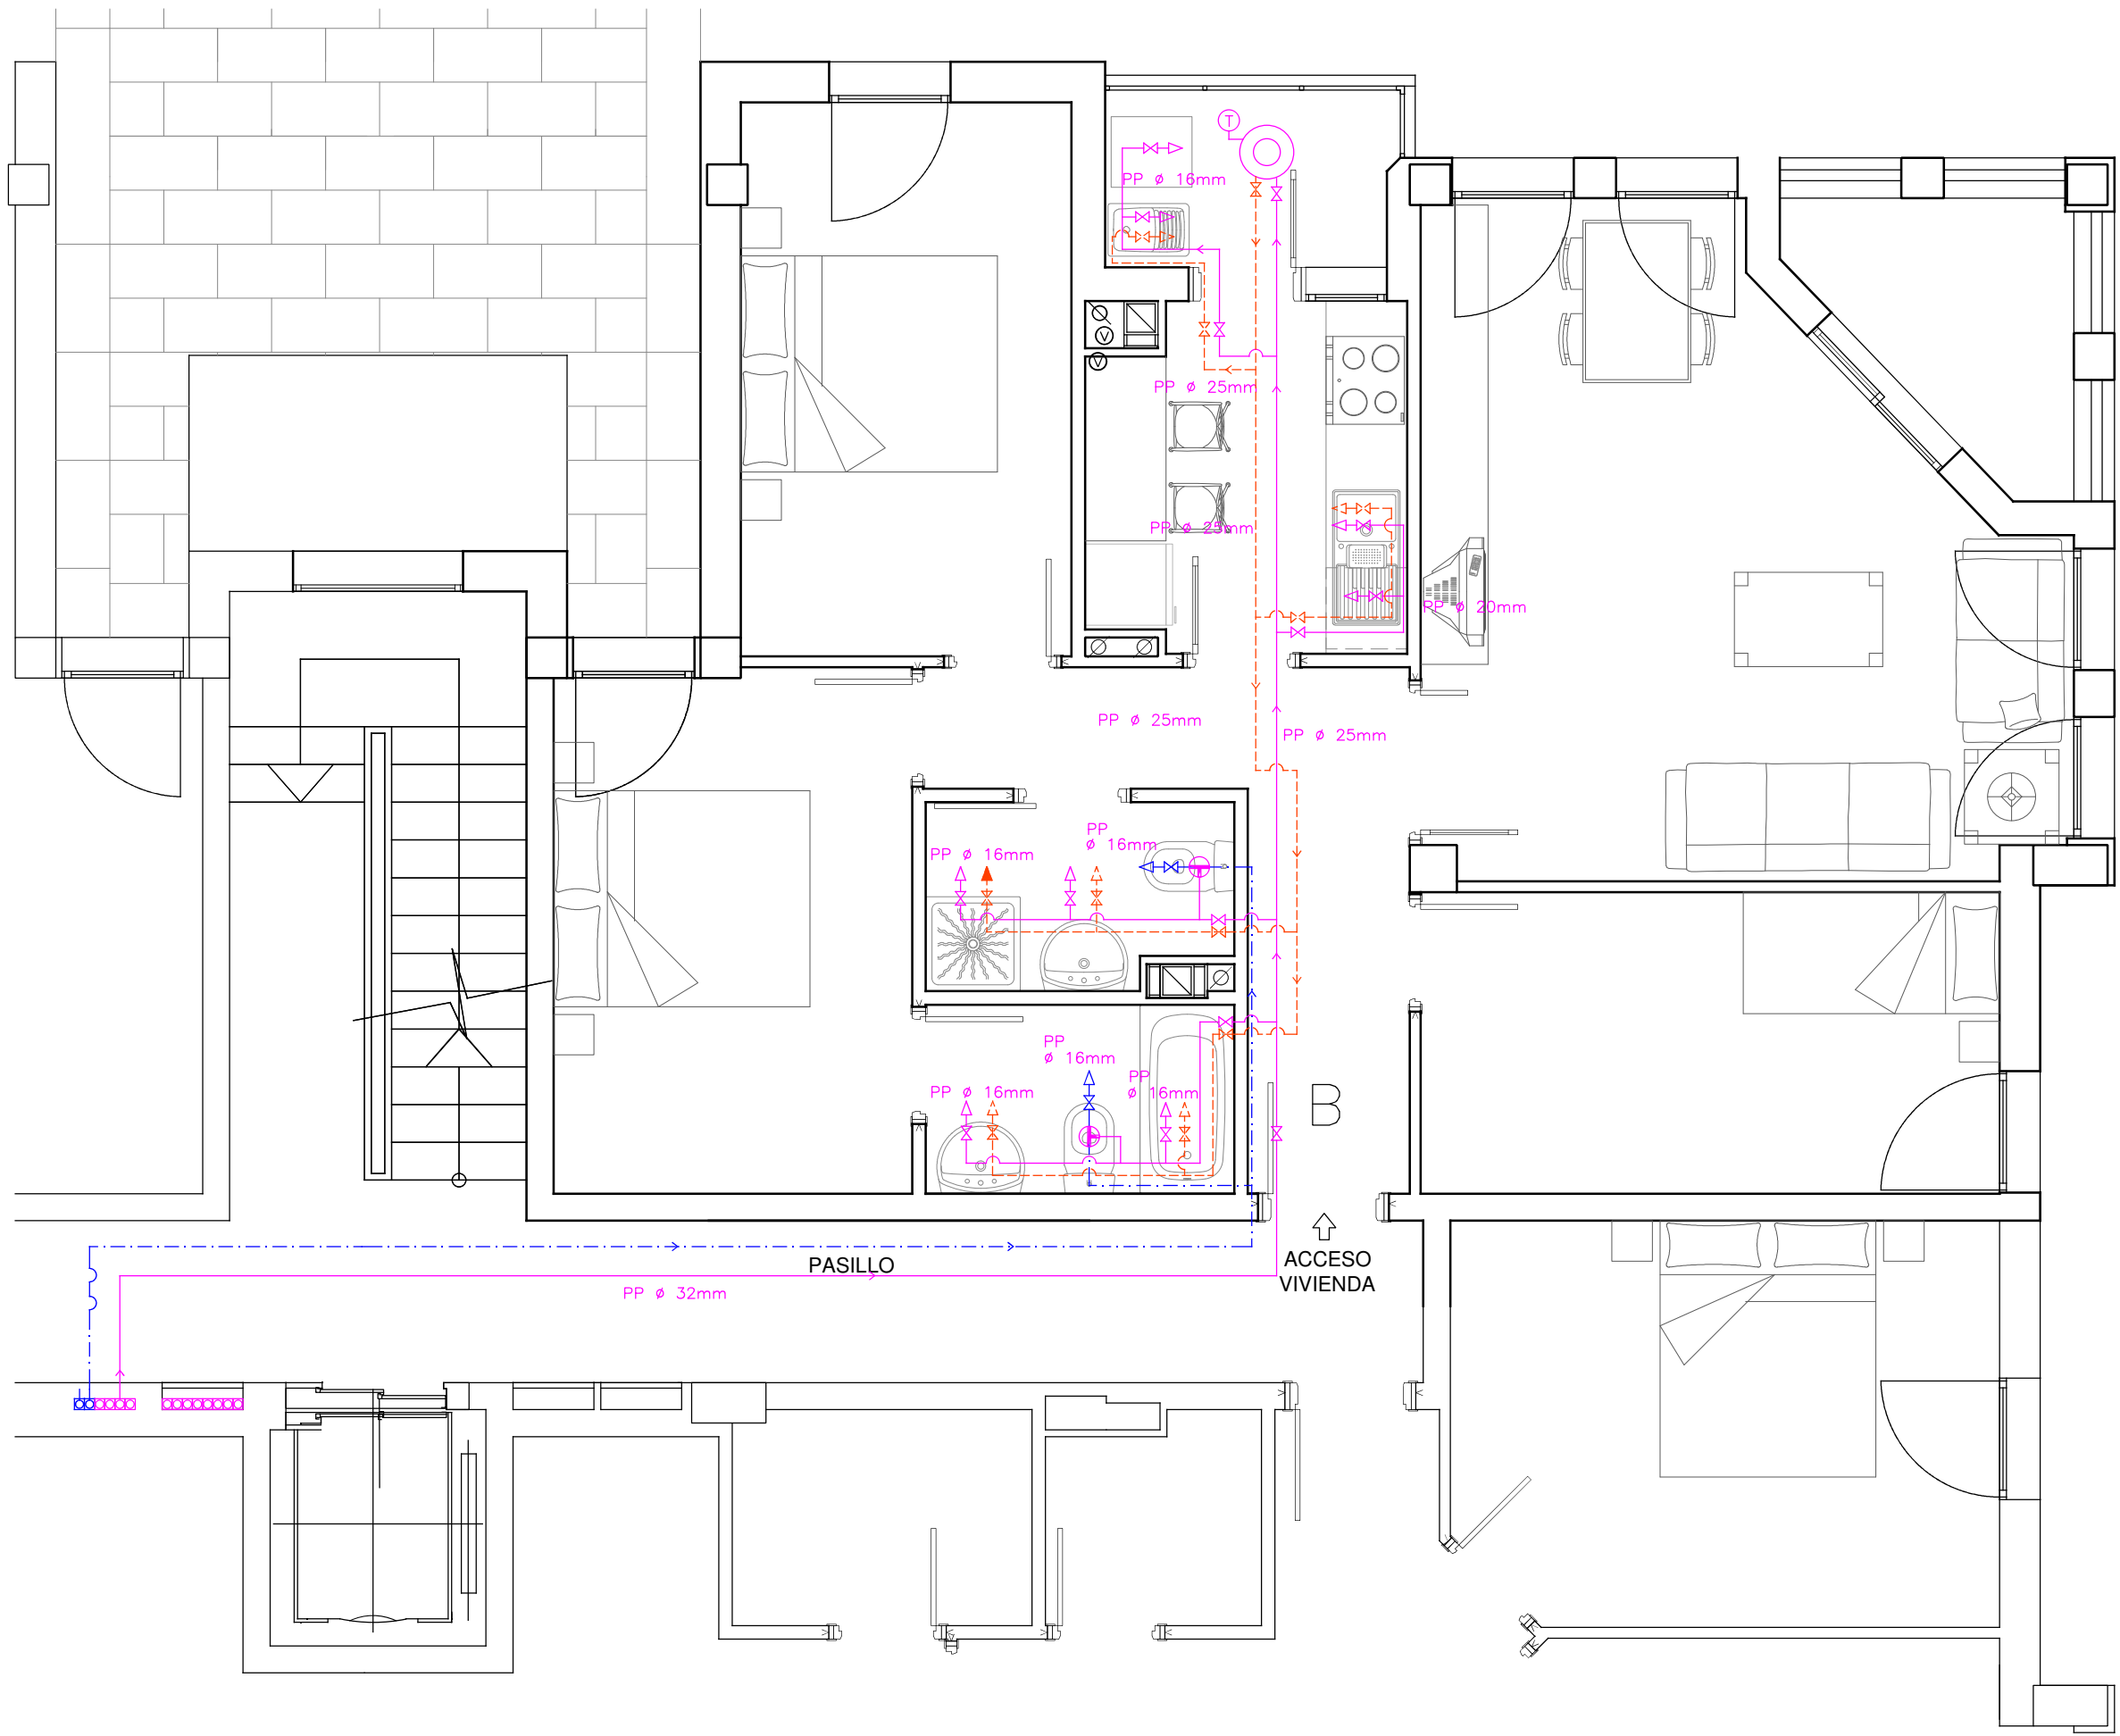 T
PP ø 16mm
V
V
PP ø 25mm
PP ø 25mm
PP ø 20mm
PP ø 25mm
PP ø 25mm
PP
ø 16mm
PP ø 16mm
PP
ø 16mm
PP
ø 16mm
PP ø 16mm
B
PASILLO
ACCESO
VIVIENDA
PP ø 32mm